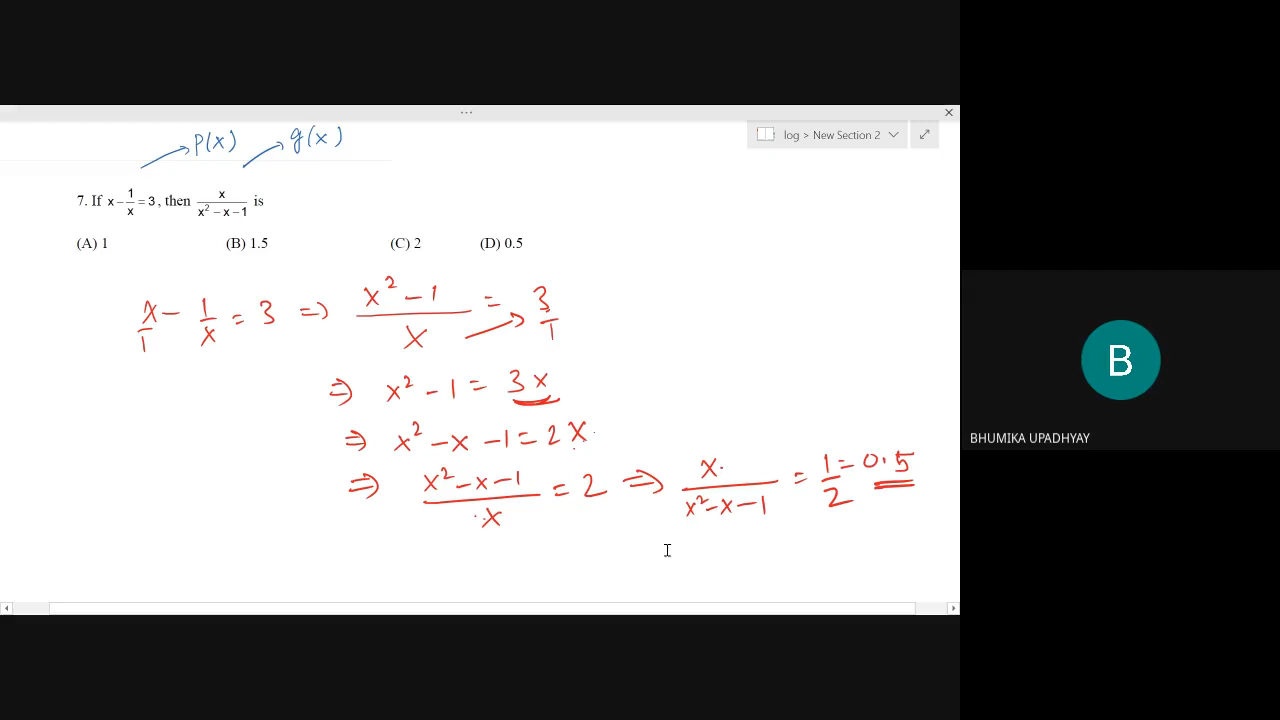 p(x) g(x)
log > New Section 2
7. If x − 1/x = 3, then x/(x² − x − 1) is
(A) 1 (B) 1.5 (C) 2 (D) 0.5
x/1 − 1/x = 3 ⇒ (x² − 1)/x = 3/1
⇒ x² − 1 = 3x
⇒ x² − x − 1 = 2x
⇒ (x² − x − 1)/x = 2 ⇒ x/(x² − x − 1) = 1/2 = 0.5
B
BHUMIKA UPADHYAY